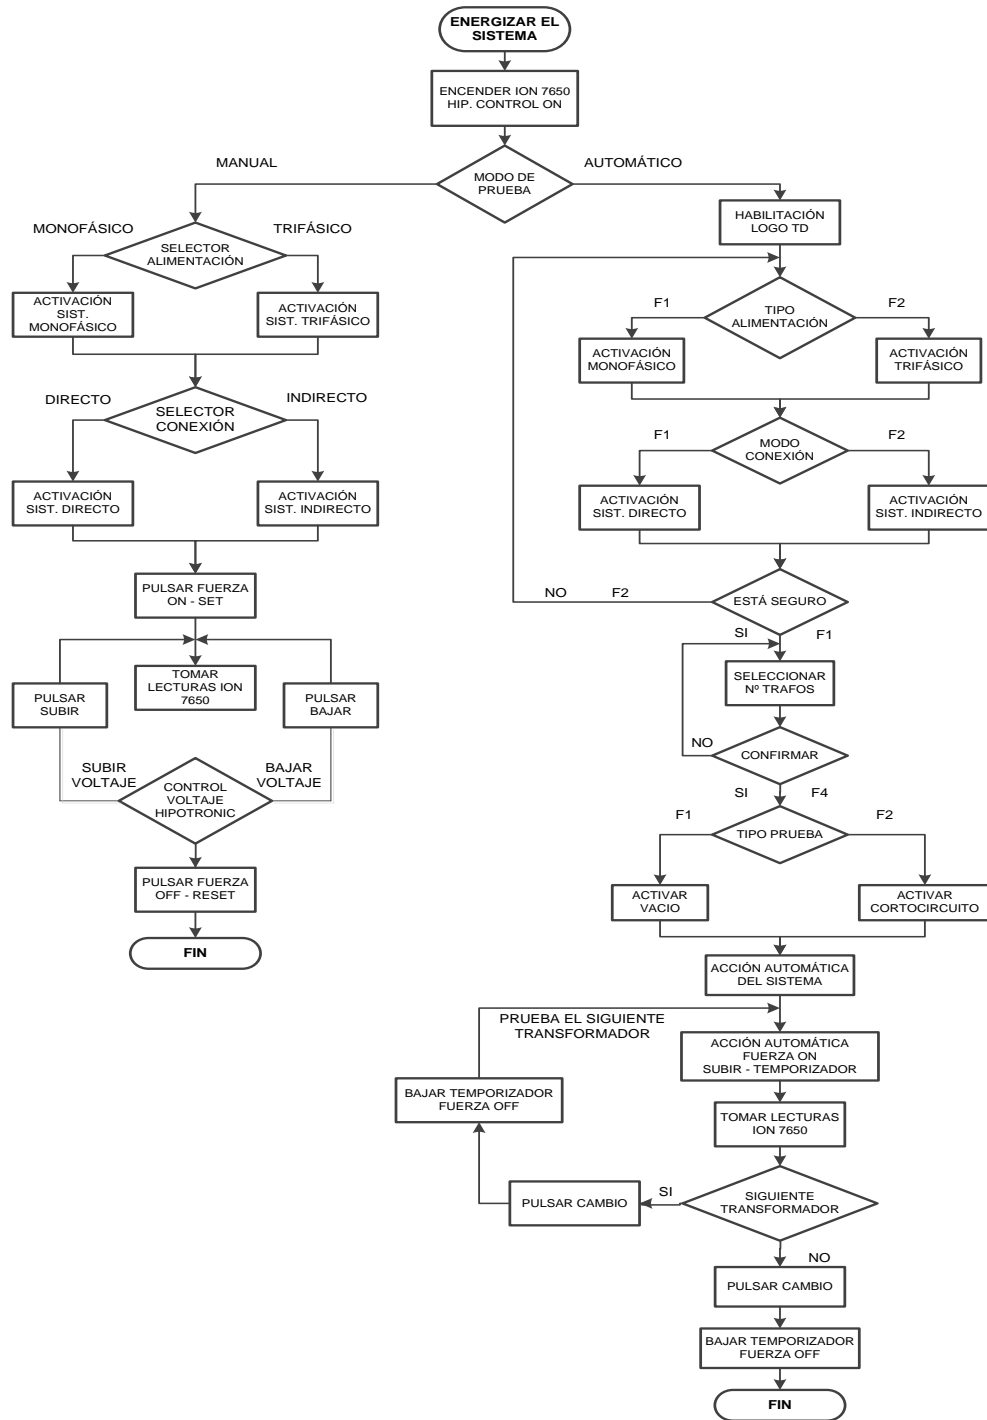 ENERGIZAR EL
SISTEMA
ENCENDER ION 7650
HIP. CONTROL ON
MODO DE
PRUEBA
MANUAL
AUTOMÁTICO
MONOFÁSICO
TRIFÁSICO
SELECTOR
ALIMENTACIÓN
ACTIVACIÓN
SIST.
MONOFÁSICO
ACTIVACIÓN
SIST. TRIFÁSICO
DIRECTO
INDIRECTO
SELECTOR
CONEXIÓN
ACTIVACIÓN
SIST. DIRECTO
ACTIVACIÓN
SIST. INDIRECTO
PULSAR FUERZA
ON - SET
TOMAR
LECTURAS ION
7650
PULSAR
SUBIR
PULSAR
BAJAR
SUBIR
VOLTAJE
BAJAR
VOLTAJE
CONTROL
VOLTAJE
HIPOTRONIC
PULSAR FUERZA
OFF - RESET
FIN
HABILITACIÓN
LOGO TD
F1
TIPO
ALIMENTACIÓN
F2
ACTIVACIÓN
MONOFÁSICO
ACTIVACIÓN
TRIFÁSICO
F1
MODO
CONEXIÓN
F2
ACTIVACIÓN
SIST. DIRECTO
ACTIVACIÓN
SIST. INDIRECTO
NO F2
ESTÁ SEGURO
SI F1
SELECCIONAR
Nº TRAFOS
NO
CONFIRMAR
SI F4
F1
TIPO PRUEBA
F2
ACTIVAR
VACIO
ACTIVAR
CORTOCIRCUITO
ACCIÓN AUTOMÁTICA
DEL SISTEMA
PRUEBA EL SIGUIENTE
TRANSFORMADOR
ACCIÓN AUTOMÁTICA
FUERZA ON
SUBIR - TEMPORIZADOR
BAJAR TEMPORIZADOR
FUERZA OFF
TOMAR LECTURAS
ION 7650
PULSAR CAMBIO
SI
SIGUIENTE
TRANSFORMADOR
NO
PULSAR CAMBIO
BAJAR TEMPORIZADOR
FUERZA OFF
FIN